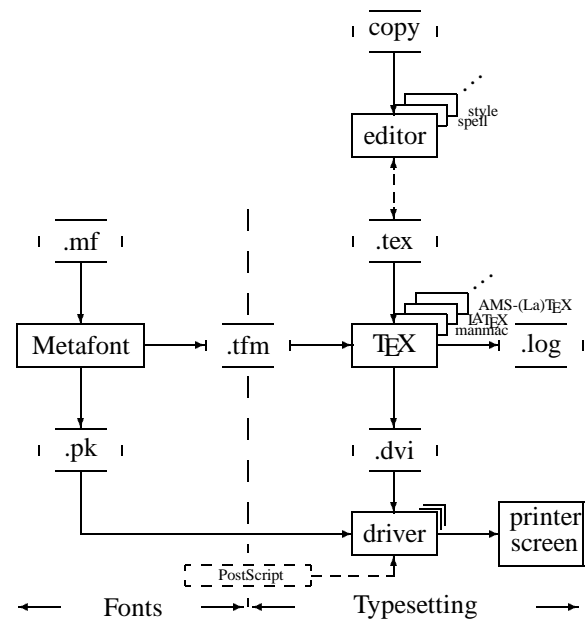 copy
style
spell
editor
.mf
.tex
AMS-(La)TEX
LATEX
manmac
Metafont
.tfm
TEX
.log
.pk
.dvi
driver
printer
screen
PostScript
Fonts
Typesetting